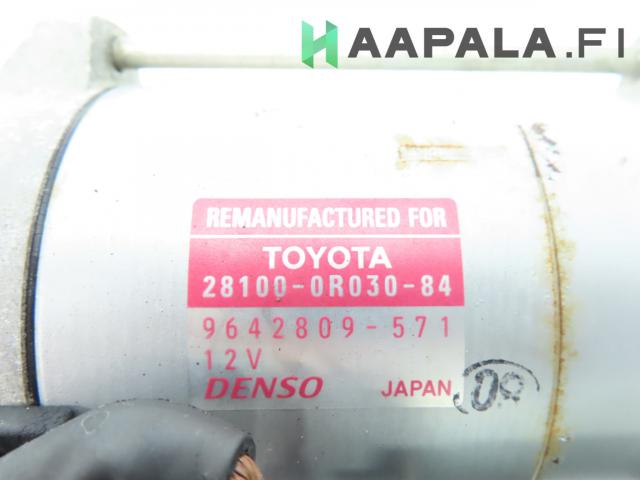 HAAPALA.FI
REMANUFACTURED FOR
TOYOTA
28100-0R030-84
9642809-571
12V
DENSO JAPAN